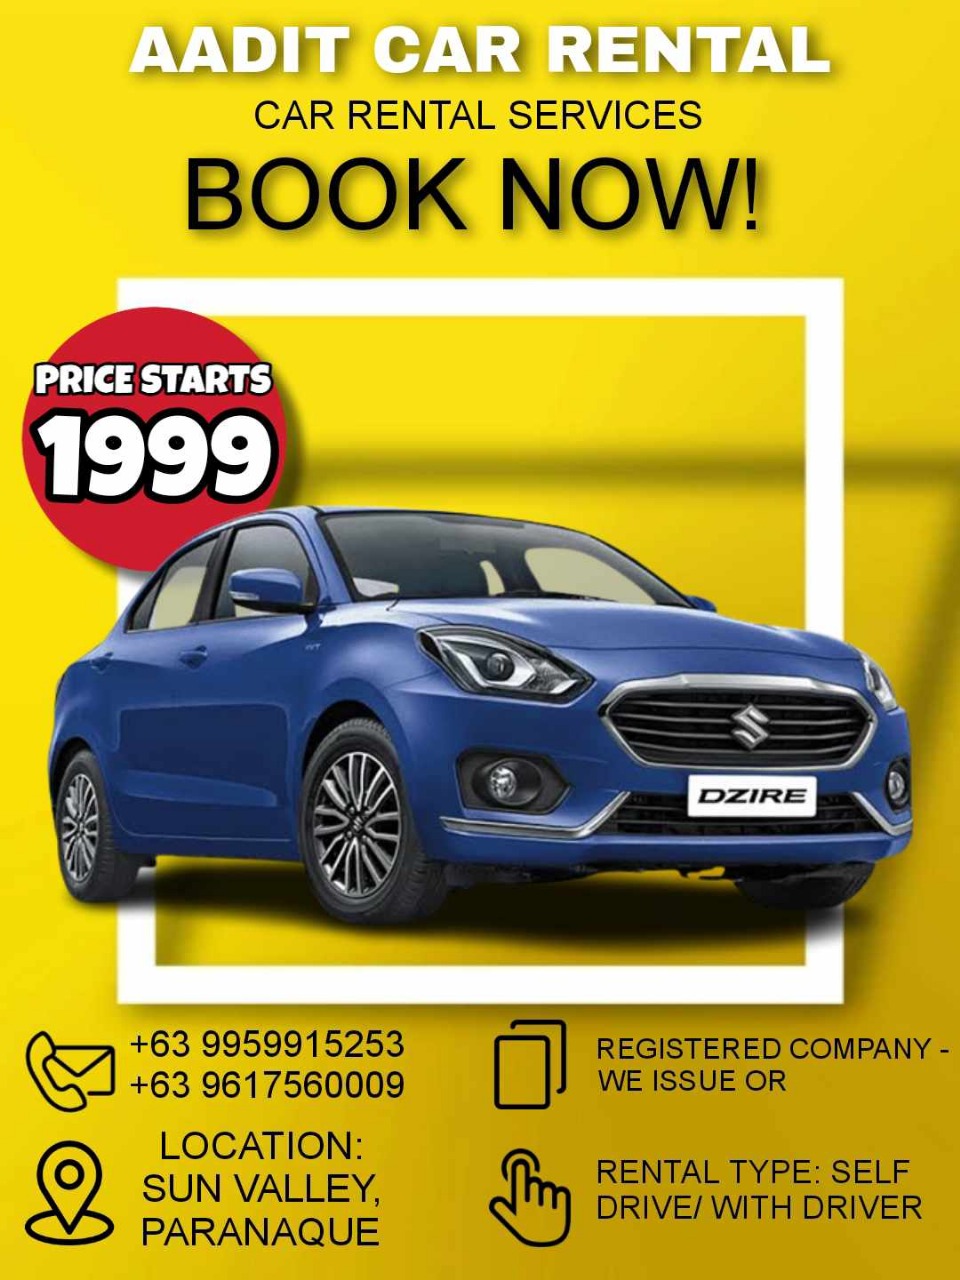 AADIT CAR RENTAL
CAR RENTAL SERVICES
BOOK NOW!
PRICE STARTS
1999
DZIRE
+63 9959915253
+63 9617560009
LOCATION:
SUN VALLEY,
PARANAQUE
REGISTERED COMPANY -
WE ISSUE OR
RENTAL TYPE: SELF
DRIVE/ WITH DRIVER